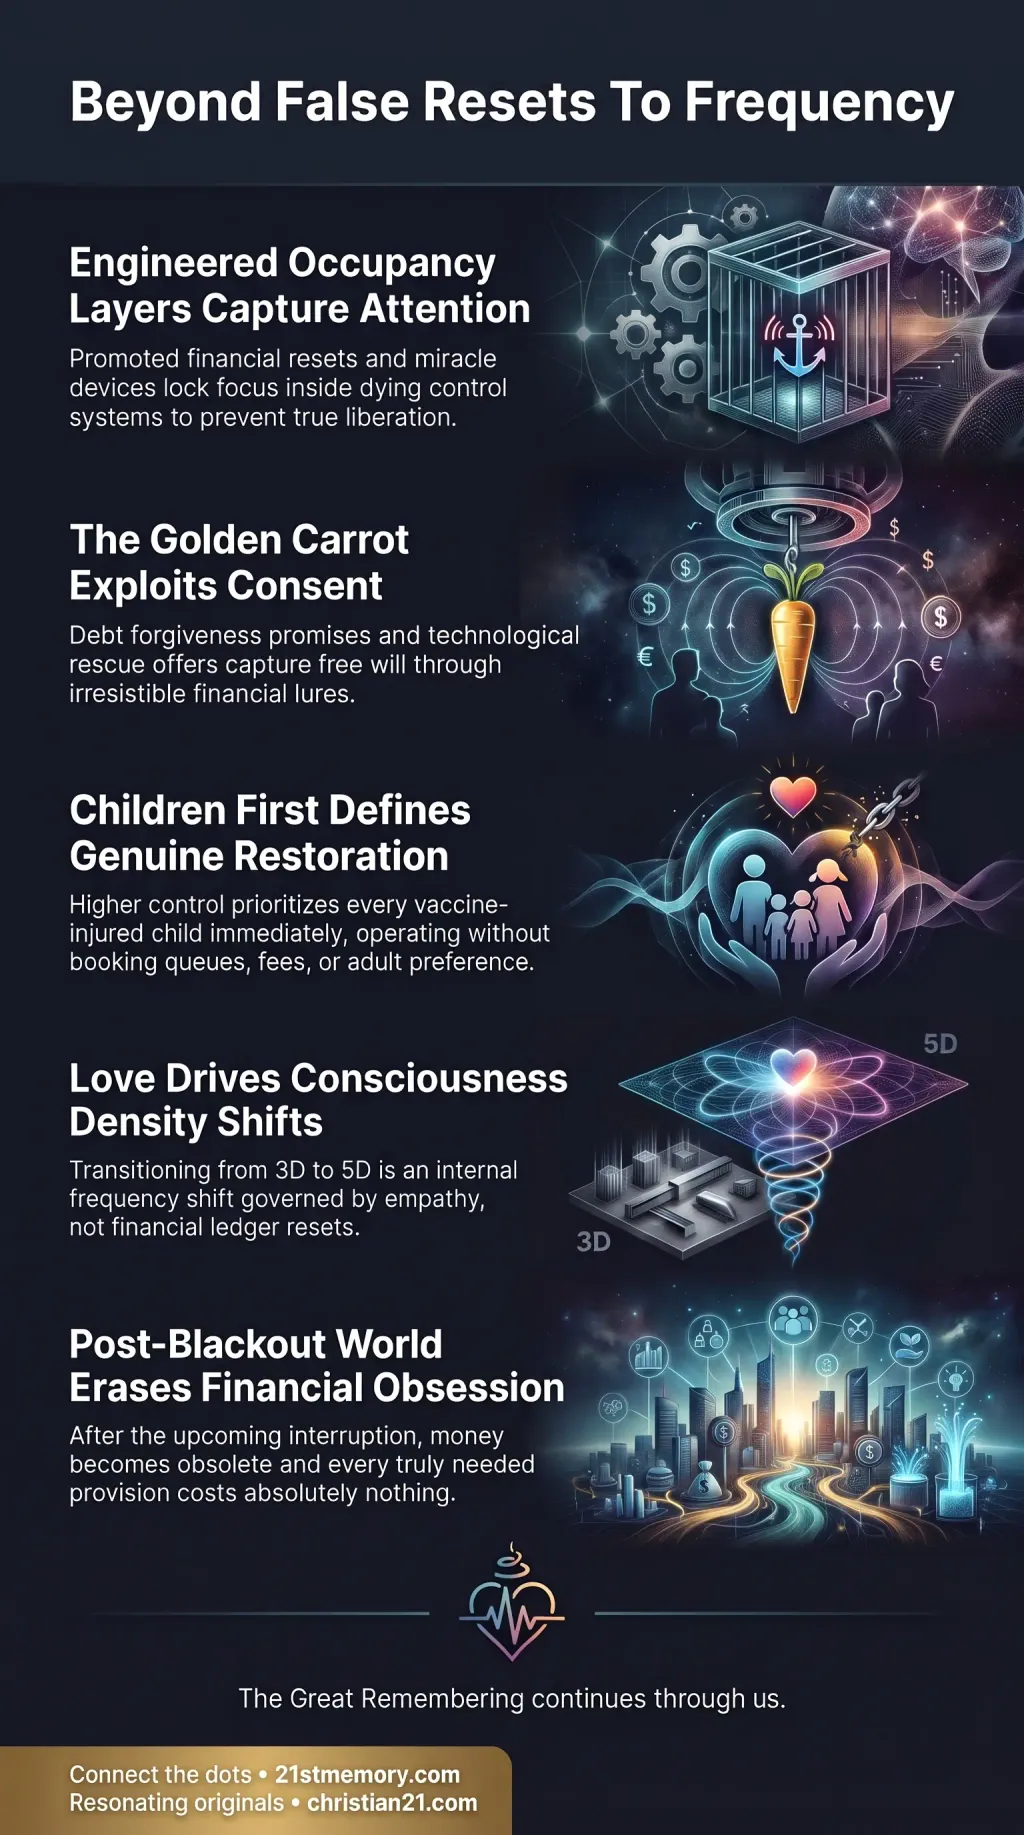 Beyond False Resets To Frequency
Engineered Occupancy
Layers Capture Attention
Promoted financial resets and miracle
devices lock focus inside dying control
systems to prevent true liberation.
The Golden Carrot
Exploits Consent
Debt forgiveness promises and technological
rescue offers capture free will through
irresistible financial lures.
$
$
$
$
$
€
€
Children First Defines
Genuine Restoration
Higher control prioritizes every vaccine-
injured child immediately, operating without
booking queues, fees, or adult preference.
Love Drives Consciousness
Density Shifts
Transitioning from 3D to 5D is an internal
frequency shift governed by empathy,
not financial ledger resets.
5D
3D
Post-Blackout World
Erases Financial Obsession
After the upcoming interruption, money
becomes obsolete and every truly needed
provision costs absolutely nothing.
$
$
$
The Great Remembering continues through us.
Connect the dots • 21stmemory.com
Resonating originals • christian21.com